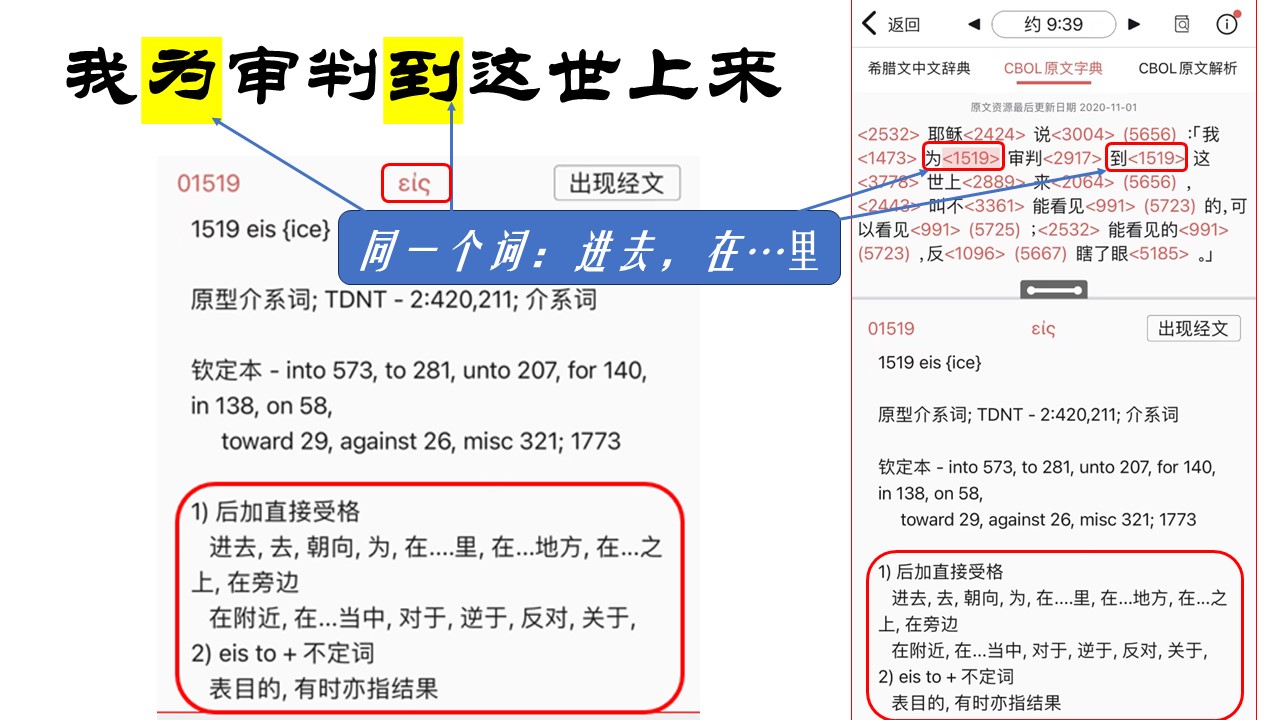 我为审判到这世上来
01519 εἰς 出现经文
1519 eis {ice}
同一个词：进去，在…里
原型介系词; TDNT - 2:420,211; 介系词
钦定本 - into 573, to 281, unto 207, for 140,
in 138, on 58,
toward 29, against 26, misc 321; 1773
1) 后加直接受格
进去, 去, 朝向, 为, 在....里, 在...地方, 在...之
上, 在旁边
在附近, 在...当中, 对于, 逆于, 反对, 关于,
2) eis to + 不定词
表目的, 有时亦指结果
返回 ◀ 约 9:39 ▶
希腊文中文辞典 CBOL原文字典 CBOL原文解析
原文资源最后更新日期 2020-11-01
<2532> 耶稣<2424> 说<3004> (5656) :「我
<1473> 为<1519> 审判<2917> 到<1519> 这
<3778> 世上<2889> 来<2064> (5656) ,
<2443> 叫不<3361> 能看见<991> (5723) 的,可
以看见<991> (5725) ;<2532> 能看见的<991>
(5723) ,反<1096> (5667) 瞎了眼<5185> 。」
01519 εἰς 出现经文
1519 eis {ice}
原型介系词; TDNT - 2:420,211; 介系词
钦定本 - into 573, to 281, unto 207, for 140,
in 138, on 58,
toward 29, against 26, misc 321; 1773
1) 后加直接受格
进去, 去, 朝向, 为, 在....里, 在...地方, 在...之
上, 在旁边
在附近, 在...当中, 对于, 逆于, 反对, 关于,
2) eis to + 不定词
表目的, 有时亦指结果